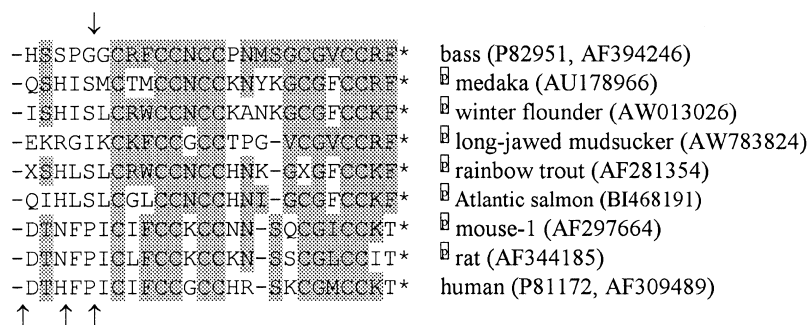 ↓
-HSSPGGCRFCCNCCPNMSGCGVCCRF* bass (P82951, AF394246)
-QSHISMCTMCCNCCKNYKGCGFCCRF* p medaka (AU178966)
-ISHISLCRWCCNCCKANKGCGFCCKF* p winter flounder (AW013026)
-EKRGIKCKFCCGCCTPG-VCGVCCRF* p long-jawed mudsucker (AW783824)
-XSHLSLCRWCCNCCHNK-GXGFCCKF* p rainbow trout (AF281354)
-QIHLSLCGLCCNCCHNI-GCGFCCKF* p Atlantic salmon (BI468191)
-DTNFPICIFCCKCCNN-SQCGICCKT* p mouse-1 (AF297664)
-DTNFPICLFCCKCCKN-SSCGLCCIT* p rat (AF344185)
-DTHFPICIFCCGCCHR-SKCGMCCKT* human (P81172, AF309489)
↑ ↑ ↑